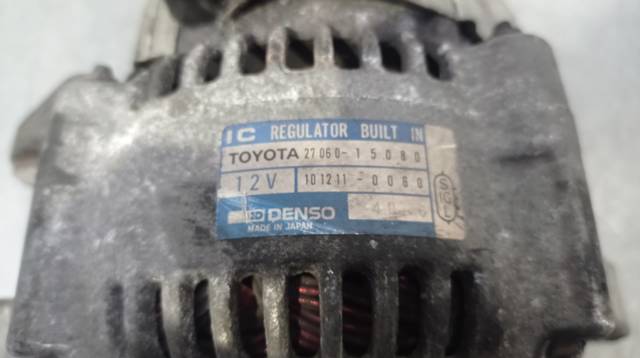 IC REGULATOR BUILT IN
TOYOTA 27060-15080
12V 101211-0060
DENSO
MADE IN JAPAN